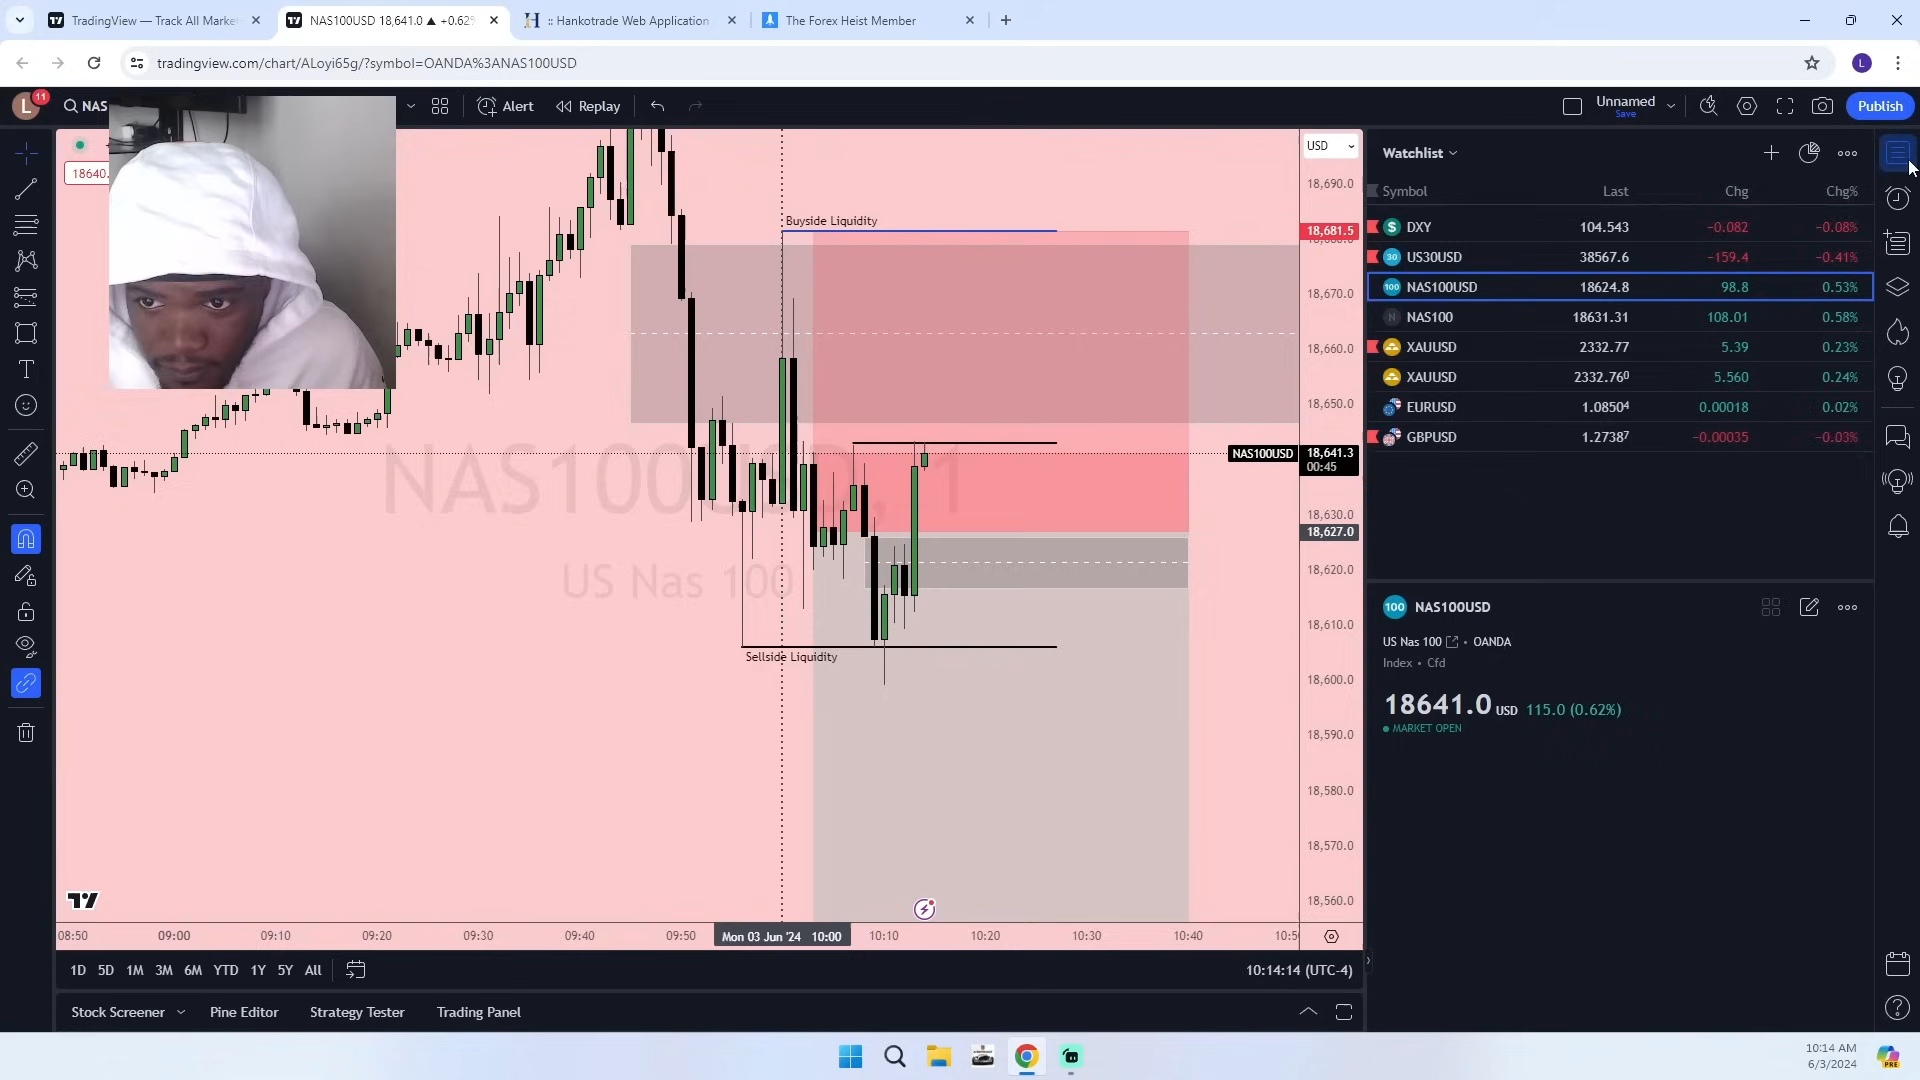 TradingView — Track All Market
NAS100USD 18,641.0 ▲ +0.62%
:: Hankotrade Web Application
The Forex Heist Member
tradingview.com/chart/ALoyi65g/?symbol=OANDA%3ANAS100USD
L
L
11
NAS
Alert
Replay
Unnamed
Save
Publish
18640.
USD
Watchlist
Symbol Last Chg Chg%
DXY 104.543 −0.082 −0.08%
30 US30USD 38567.6 −159.4 −0.41%
100 NAS100USD 18624.8 98.8 0.53%
N NAS100 18631.31 108.01 0.58%
XAUUSD 2332.77 5.39 0.23%
XAUUSD 2332.760 5.560 0.24%
EURUSD 1.08504 0.00018 0.02%
GBPUSD 1.27387 −0.00035 −0.03%
18,690.0
Buyside Liquidity
18,681.5
18,670.0
18,660.0
18,650.0
NAS100USD 18,641.3
00:45
NAS100USD, 1
US Nas 100
18,630.0
18,627.0
18,620.0
18,610.0
Sellside Liquidity
18,600.0
18,590.0
18,580.0
18,570.0
18,560.0
100 NAS100USD
US Nas 100 • OANDA
Index • Cfd
18641.0 USD 115.0 (0.62%)
MARKET OPEN
08:50 09:00 09:10 09:20 09:30 09:40 09:50 Mon 03 Jun '24 10:00 10:10 10:20 10:30 10:40 10:50
1D 5D 1M 3M 6M YTD 1Y 5Y All
10:14:14 (UTC-4)
Stock Screener Pine Editor Strategy Tester Trading Panel
10:14 AM
6/3/2024
PRE